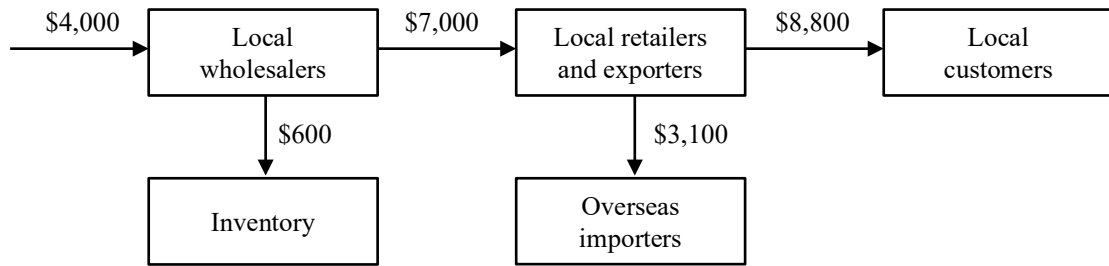 $4,000
Local
wholesalers
$7,000
Local retailers
and exporters
$8,800
Local
customers
$600
$3,100
Inventory
Overseas
importers